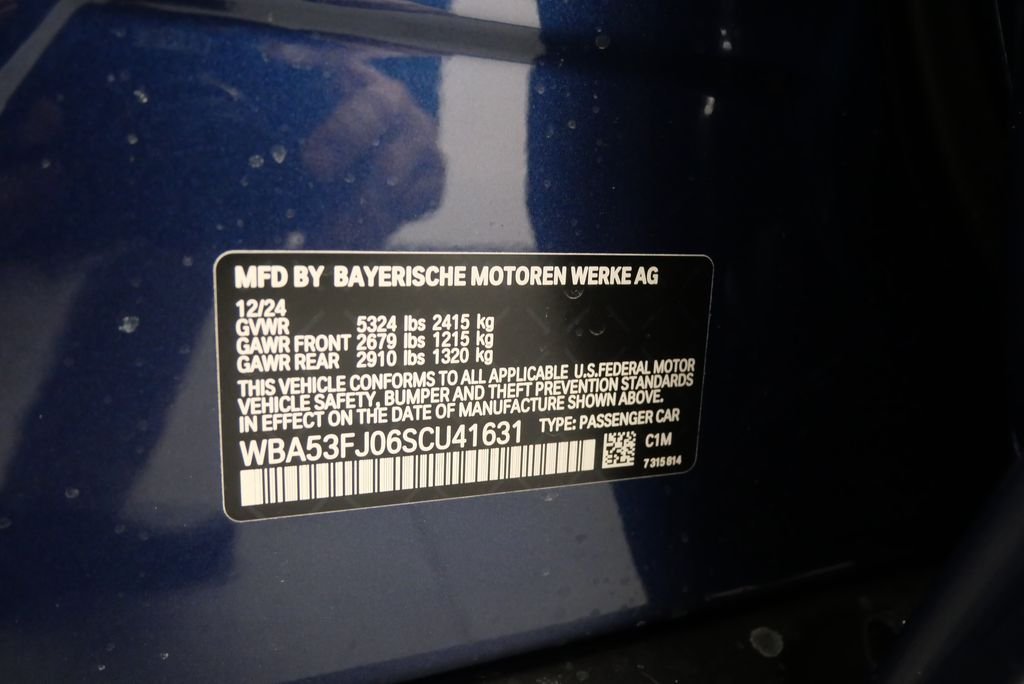 MFD BY BAYERISCHE MOTOREN WERKE AG
12/24
GVWR 5324 lbs 2415 kg
GAWR FRONT 2679 lbs 1215 kg
GAWR REAR 2910 lbs 1320 kg
THIS VEHICLE CONFORMS TO ALL APPLICABLE U.S.FEDERAL MOTOR
VEHICLE SAFETY, BUMPER AND THEFT PREVENTION STANDARDS
IN EFFECT ON THE DATE OF MANUFACTURE SHOWN ABOVE.
WBA53FJ06SCU41631 TYPE: PASSENGER CAR
C1M
7315814